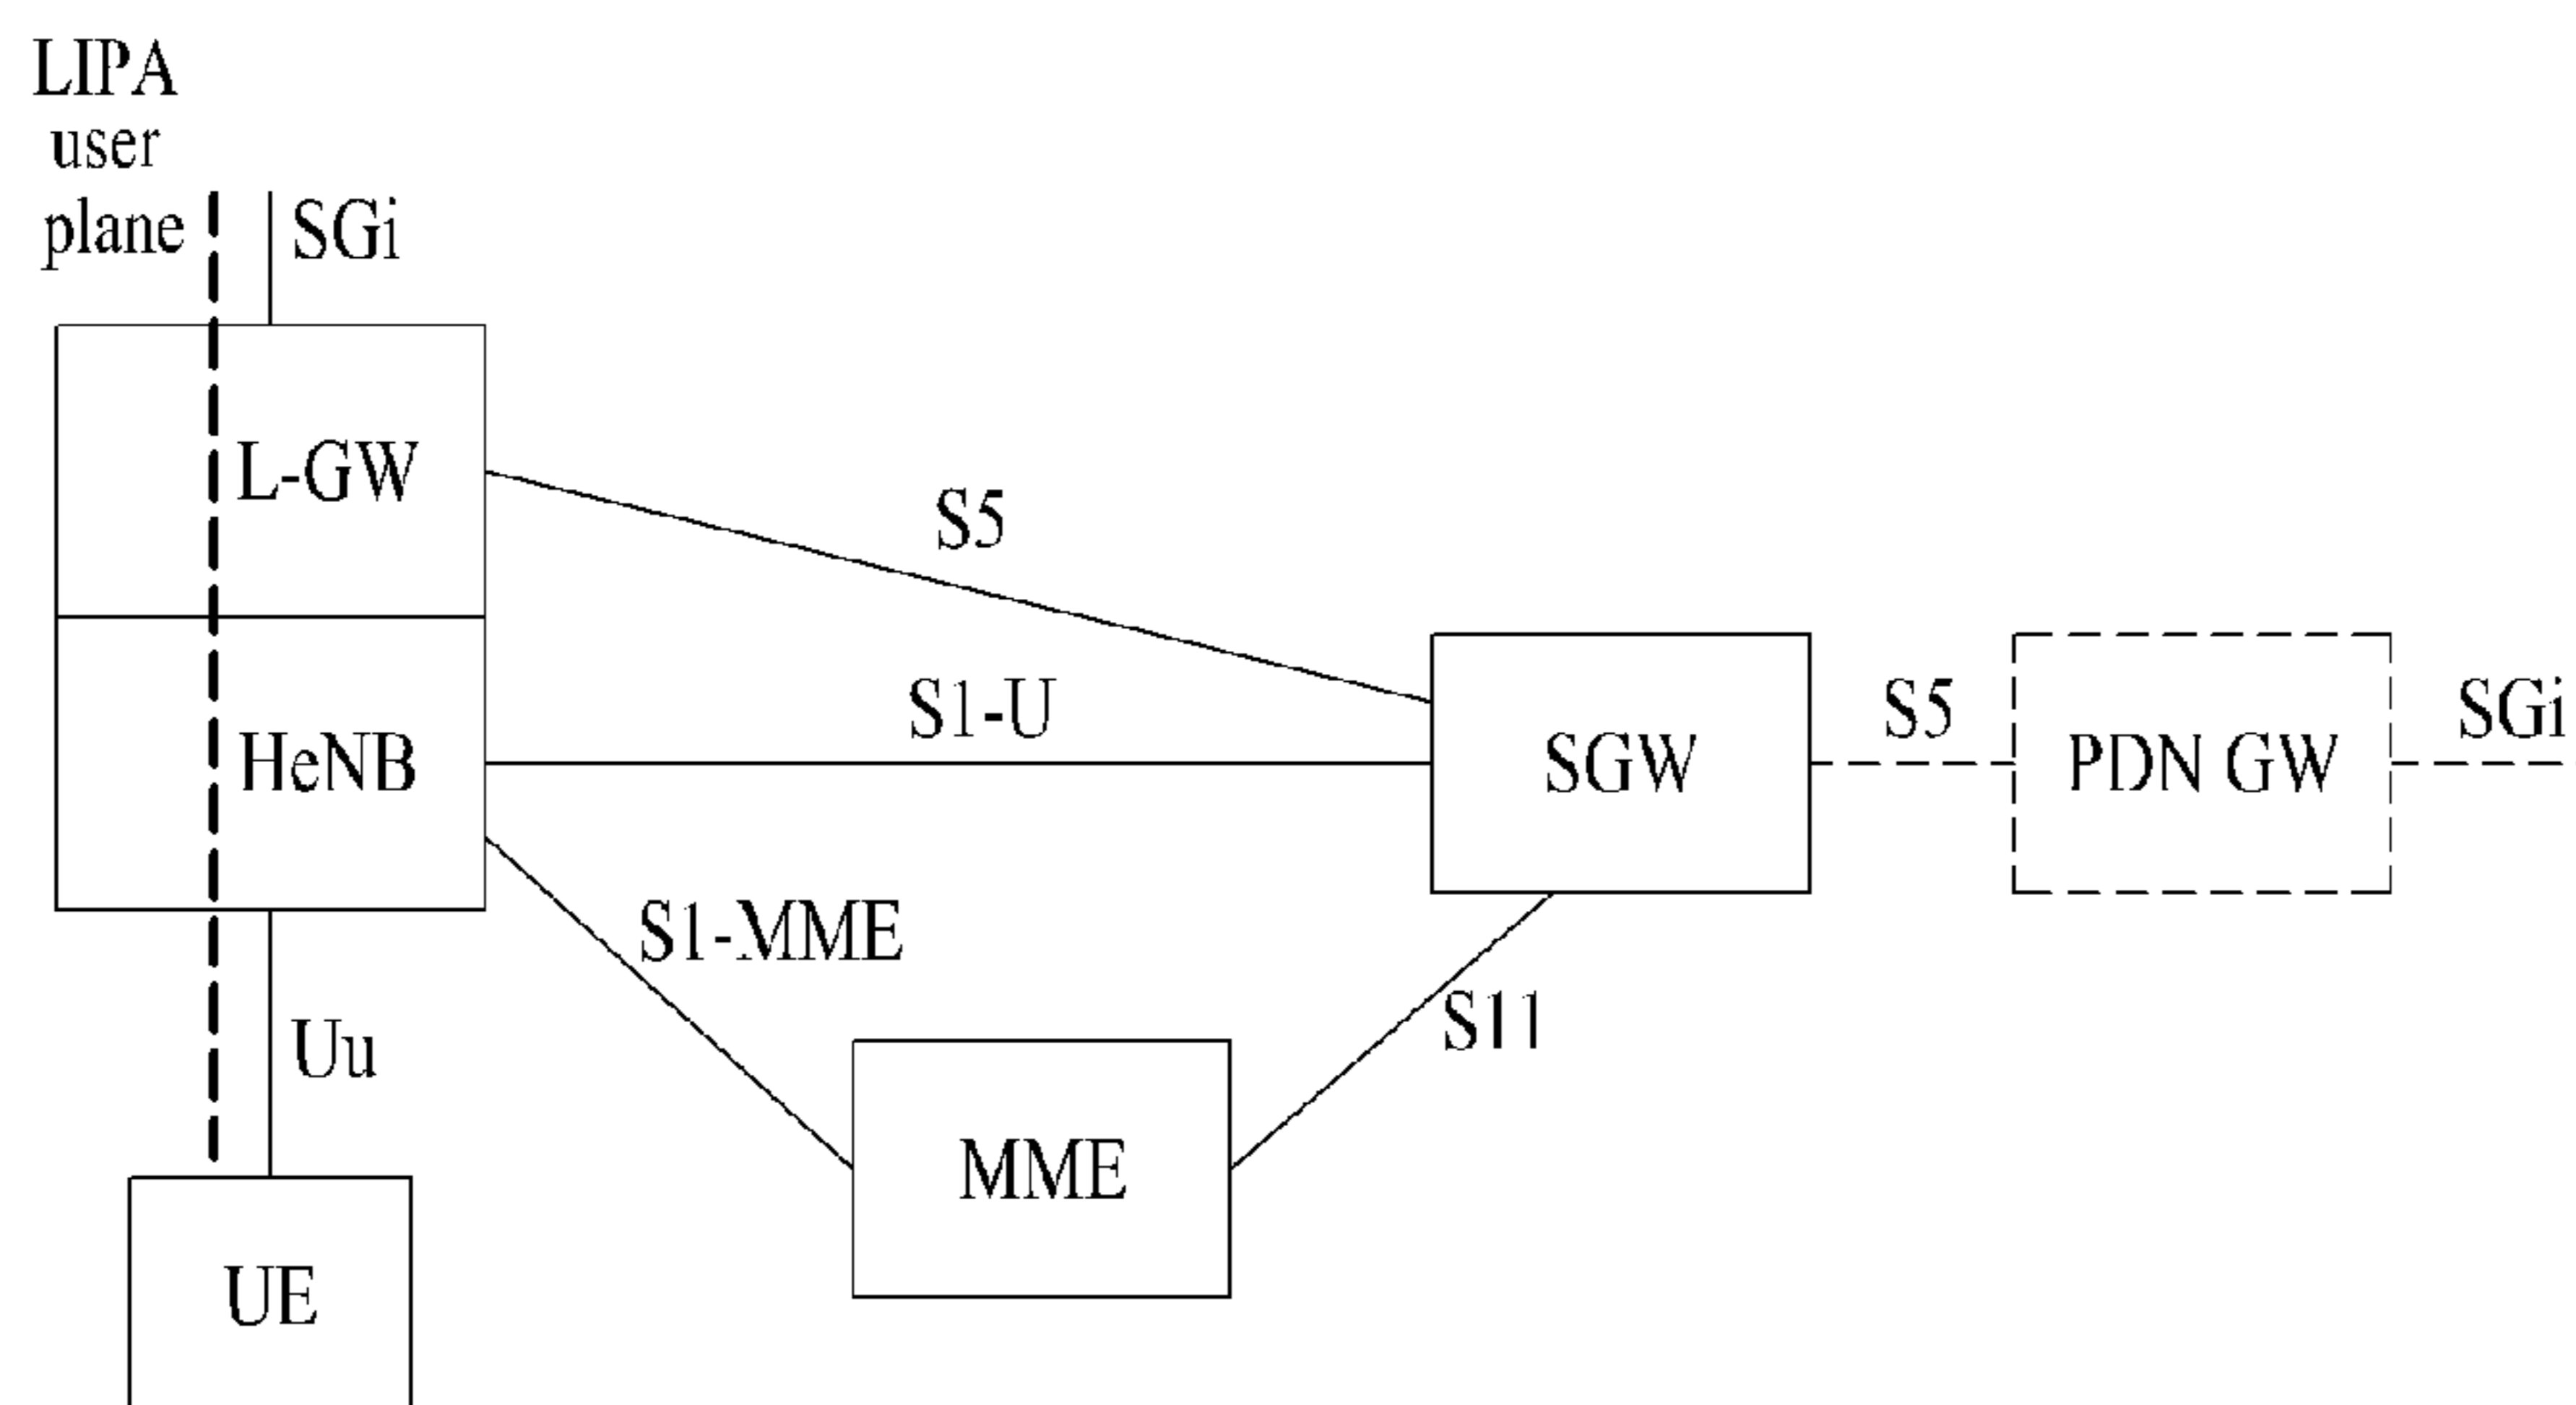 LIPA
user
plane
SGi
L-GW
S5
S1-U
HeNB
SGW
S5
PDN GW
SGi
S1-MME
S11
Uu
MME
UE